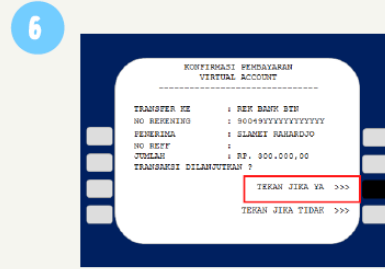 6
KONFIRMASI PEMBAYARAN
VIRTUAL ACCOUNT
--------------------------------
TRANSFER KE : REK BANK BTN
NO REKENING : 90049YYYYYYYYYYY
PENERIMA : SLAMET RAHARDJO
NO REFF :
JUMLAH : RP. 800.000,00
TRANSAKSI DILANJUTKAN ?
TEKAN JIKA YA >>>
TEKAN JIKA TIDAK >>>